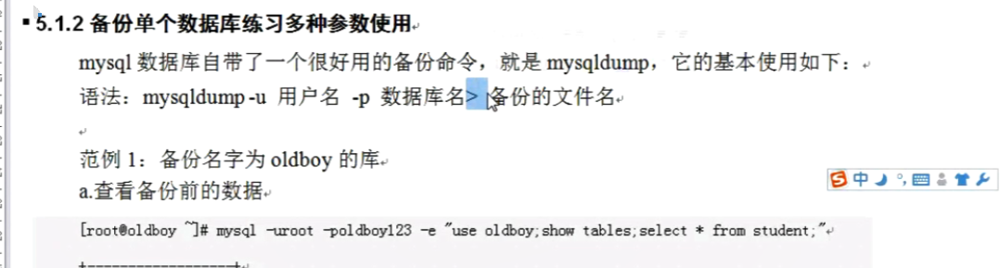 5.1.2 备份单个数据库练习多种参数使用
mysql 数据库自带了一个很好用的备份命令，就是 mysqldump，它的基本使用如下：
语法：mysqldump -u 用户名 -p 数据库名> 备份的文件名
范例 1：备份名字为 oldboy 的库
a.查看备份前的数据
中
[root@oldboy ~]# mysql -uroot -poldboy123 -e "use oldboy;show tables;select * from student;"
+------------------+